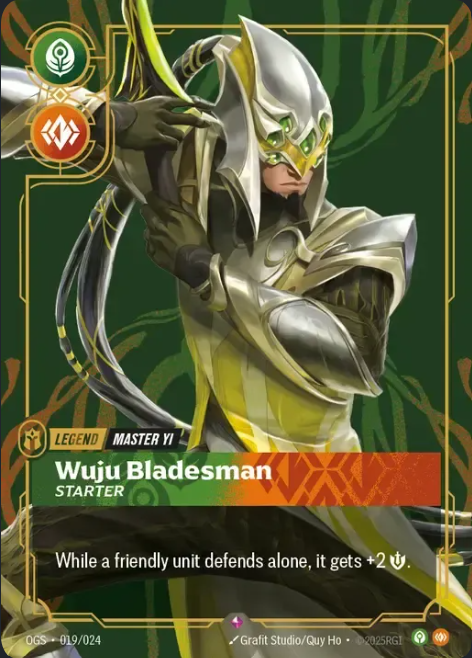 LEGEND MASTER YI
Wuju Bladesman
STARTER
While a friendly unit defends alone, it gets +2 .
OGS • 019/024 Grafit Studio/Quy Ho • ©2025RGI